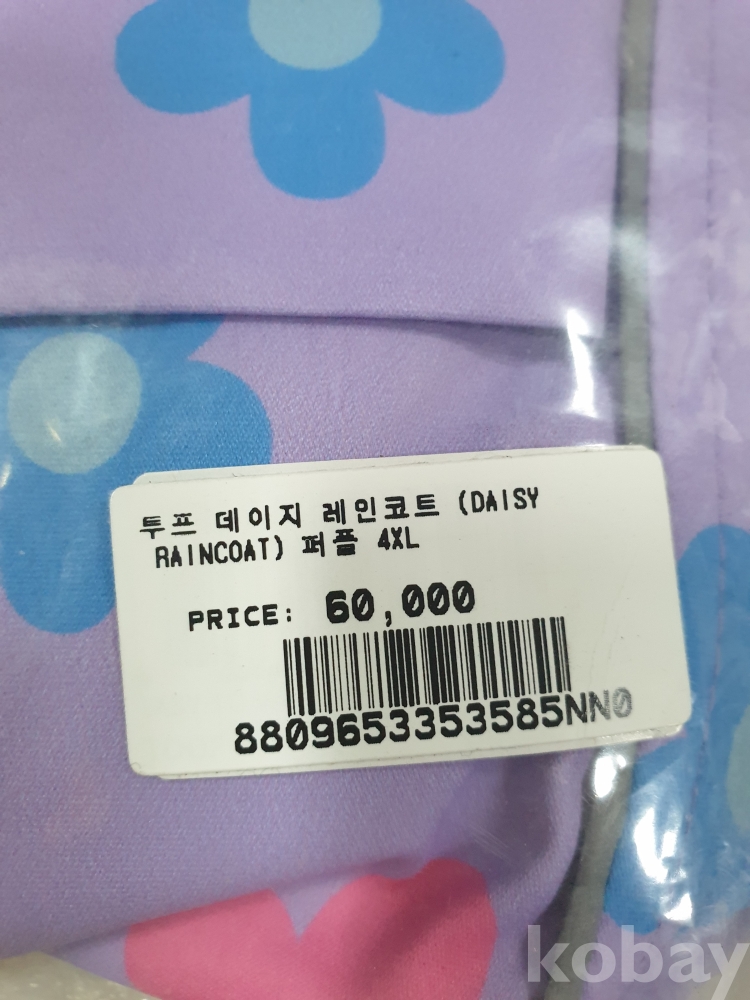 투프 데이지 레인코트 (DAISY
RAINCOAT) 퍼플 4XL
PRICE: 60,000
8809653353585NN0
kobay